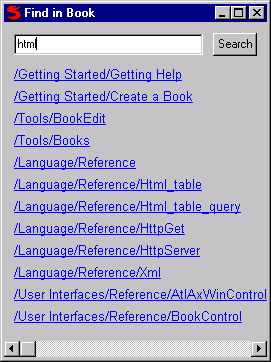 Find in Book
html
Search
/Getting Started/Getting Help
/Getting Started/Create a Book
/Tools/BookEdit
/Tools/Books
/Language/Reference
/Language/Reference/Html_table
/Language/Reference/Html_table_query
/Language/Reference/HttpGet
/Language/Reference/HttpServer
/Language/Reference/Xml
/User Interfaces/Reference/AtlAxWinControl
/User Interfaces/Reference/BookControl